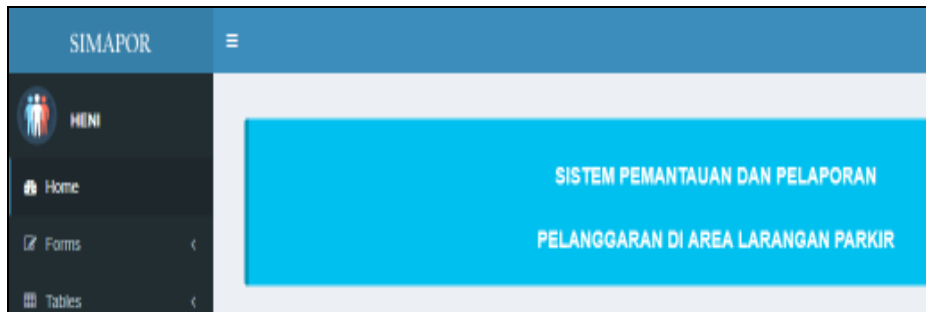 SIMAPOR
HENI
Home
Forms
Tables
SISTEM PEMANTAUAN DAN PELAPORAN
PELANGGARAN DI AREA LARANGAN PARKIR